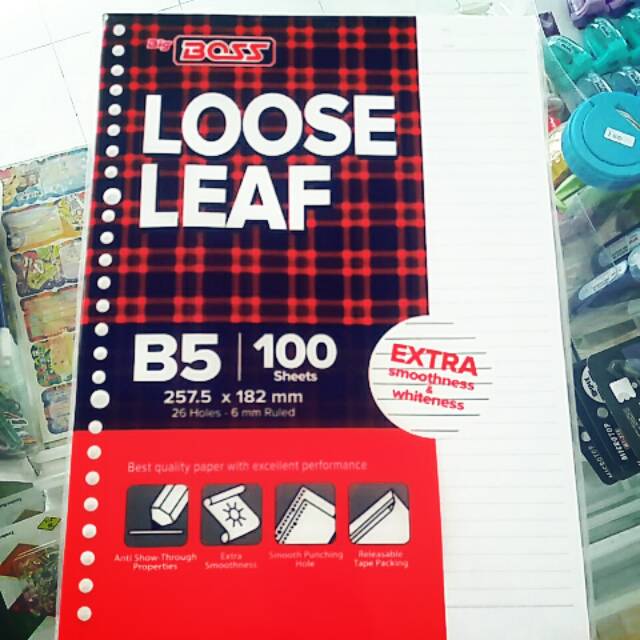 Big BOSS
LOOSE
LEAF
B5 | 100
Sheets
257.5 x 182 mm
26 Holes - 6 mm Ruled
EXTRA
smoothness
&
whiteness
Best quality paper with excellent performance
Anti Show-Through
Properties
Extra
Smoothness
Smooth Punching
Hole
Releasable
Tape Packing
MICROTOP